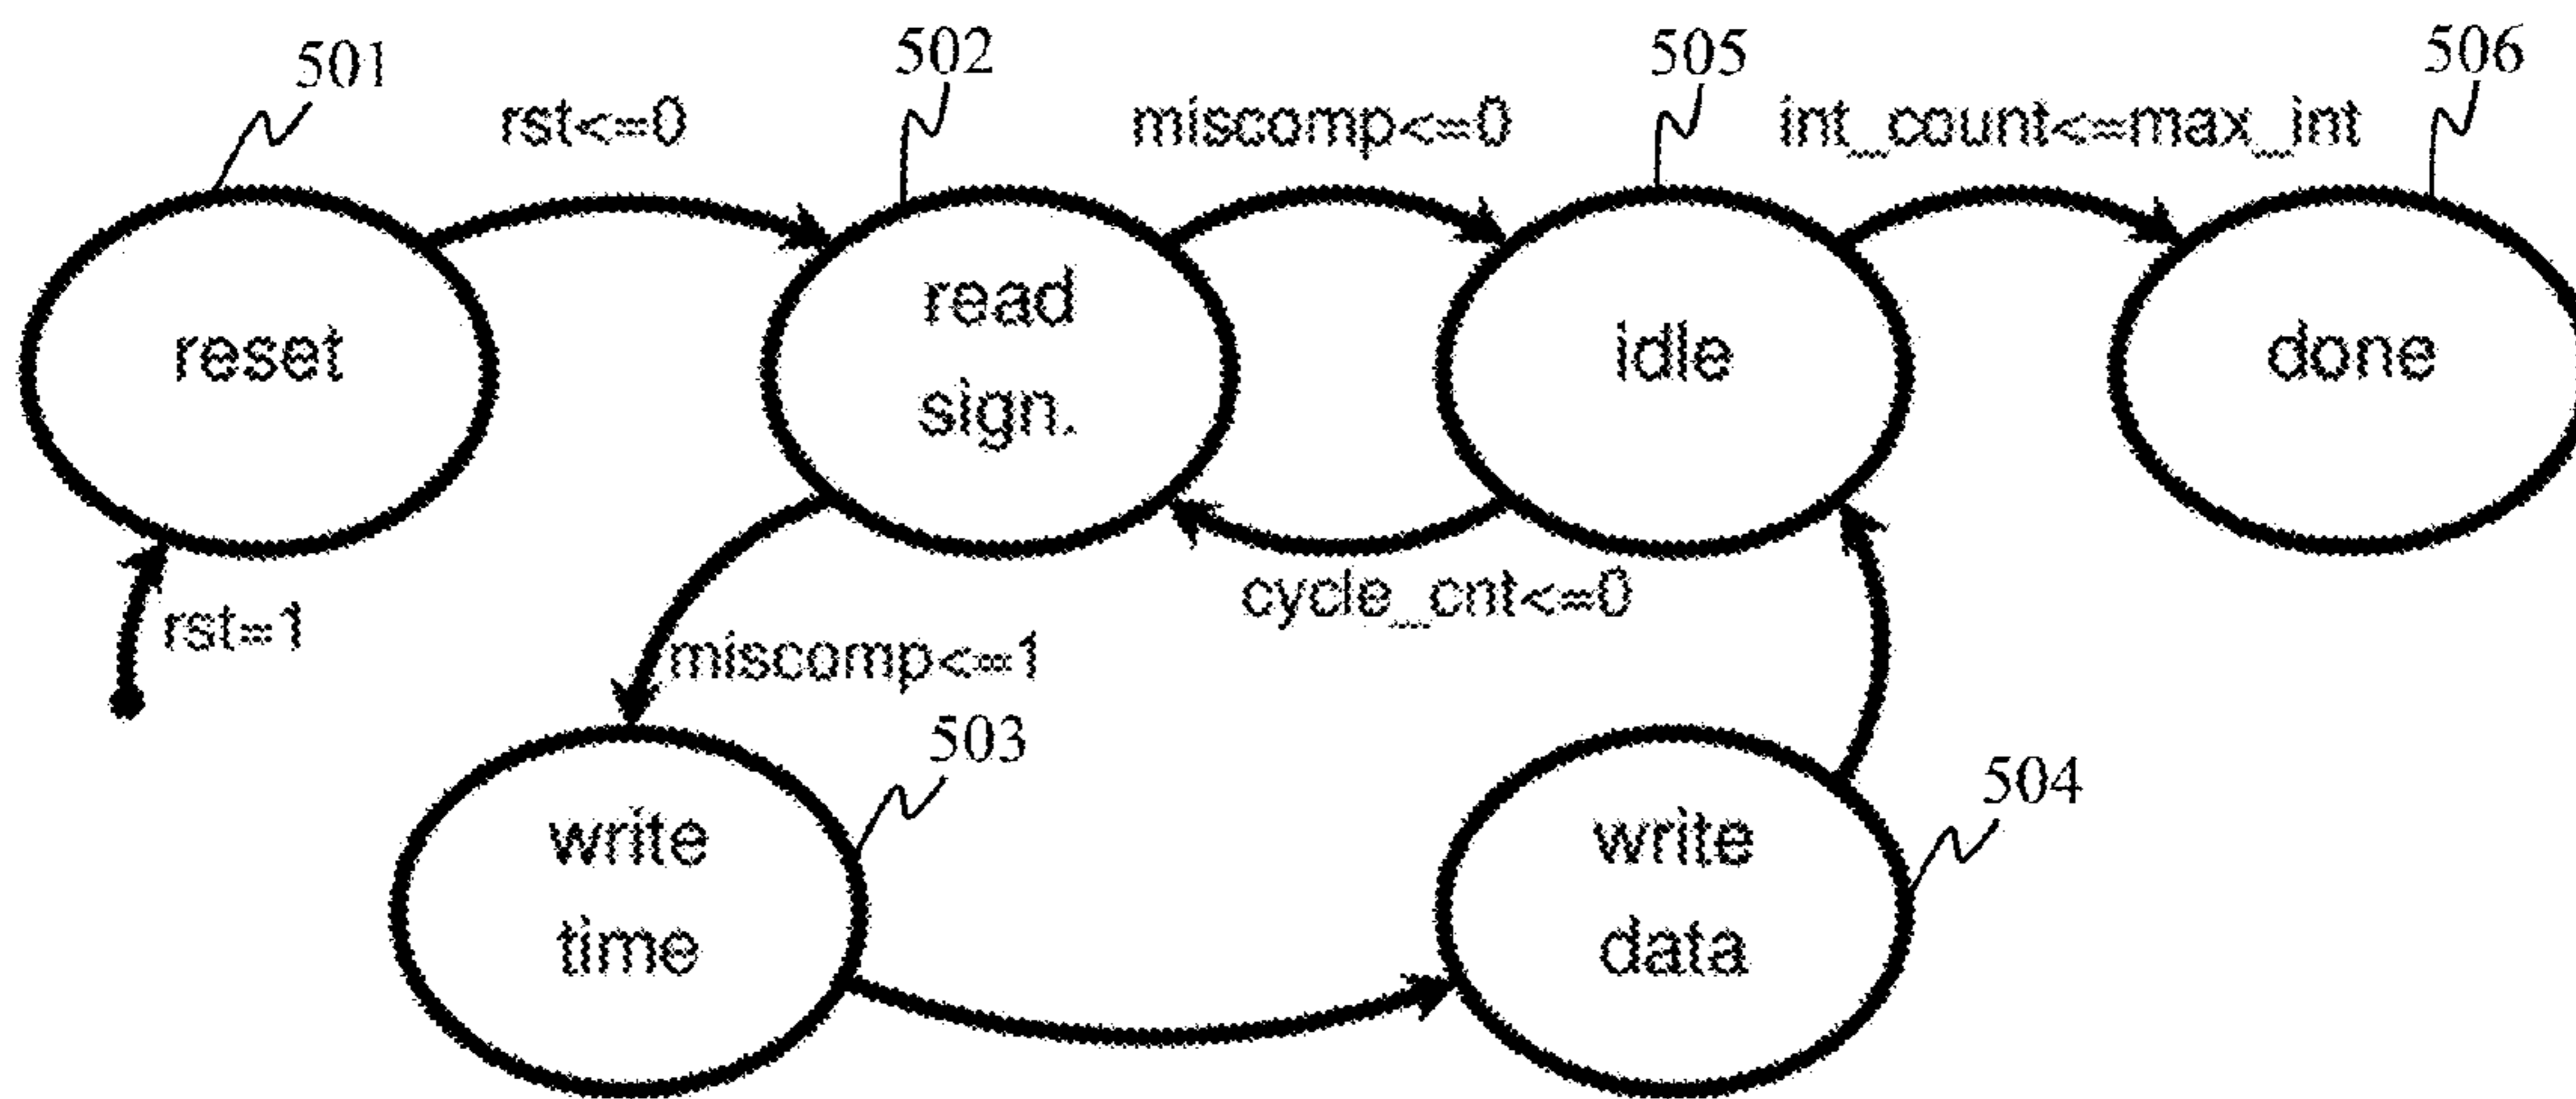 501
502
505
506
rst<=0
miscomp<=0
int_count<=max_int
reset
read
sign.
idle
done
rst=1
miscomp<=1
cycle_cnt<=0
503
504
write
time
write
data